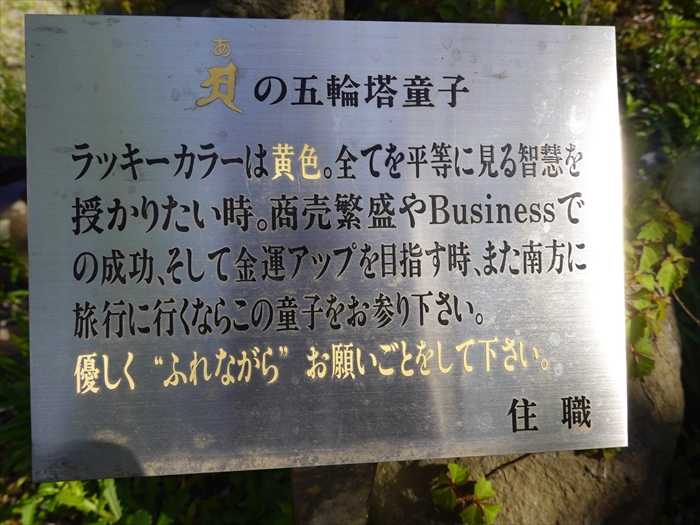 あ
𑖀の五輪塔童子
ラッキーカラーは黄色。全てを平等に見る智慧を
授かりたい時。商売繁盛やBusinessで
の成功、そして金運アップを目指す時、また南方に
旅行に行くならこの童子をお参り下さい。
優しく“ふれながら”お願いごとをして下さい。
住職